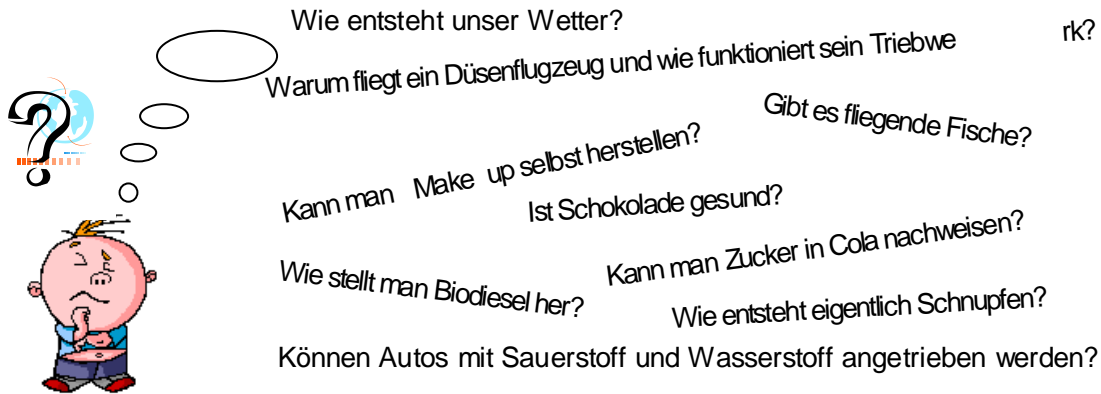 Wie entsteht unser Wetter?
Warum fliegt ein Düsenflugzeug und wie funktioniert sein Triebwe rk?
Gibt es fliegende Fische?
Kann man Make up selbst herstellen?
Ist Schokolade gesund?
Kann man Zucker in Cola nachweisen?
Wie stellt man Biodiesel her?
Wie entsteht eigentlich Schnupfen?
Können Autos mit Sauerstoff und Wasserstoff angetrieben werden?